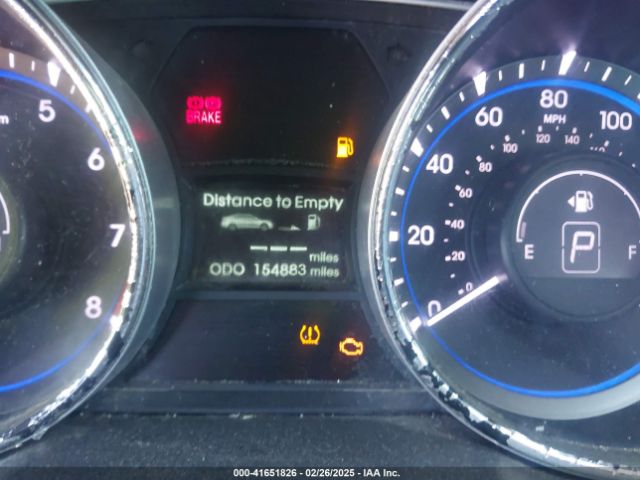 5
6
7
8
BRAKE
Distance to Empty
--- miles
ODO 154883 miles
0 20 40 60 80 100
MPH
0 20 40 60 80 100 120 140
E P F
000-41651826 - 02/26/2025 - IAA Inc.